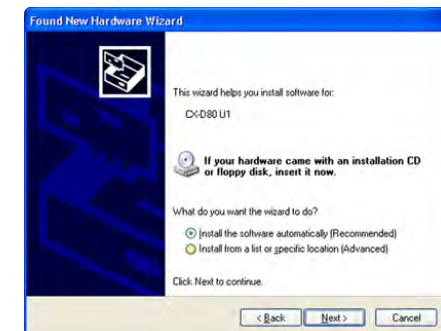 Found New Hardware Wizard
This wizard helps you install software for:
CX-D80 U1
If your hardware came with an installation CD
or floppy disk, insert it now.
What do you want the wizard to do?
Install the software automatically (Recommended)
Install from a list or specific location (Advanced)
Click Next to continue.
< Back Next > Cancel